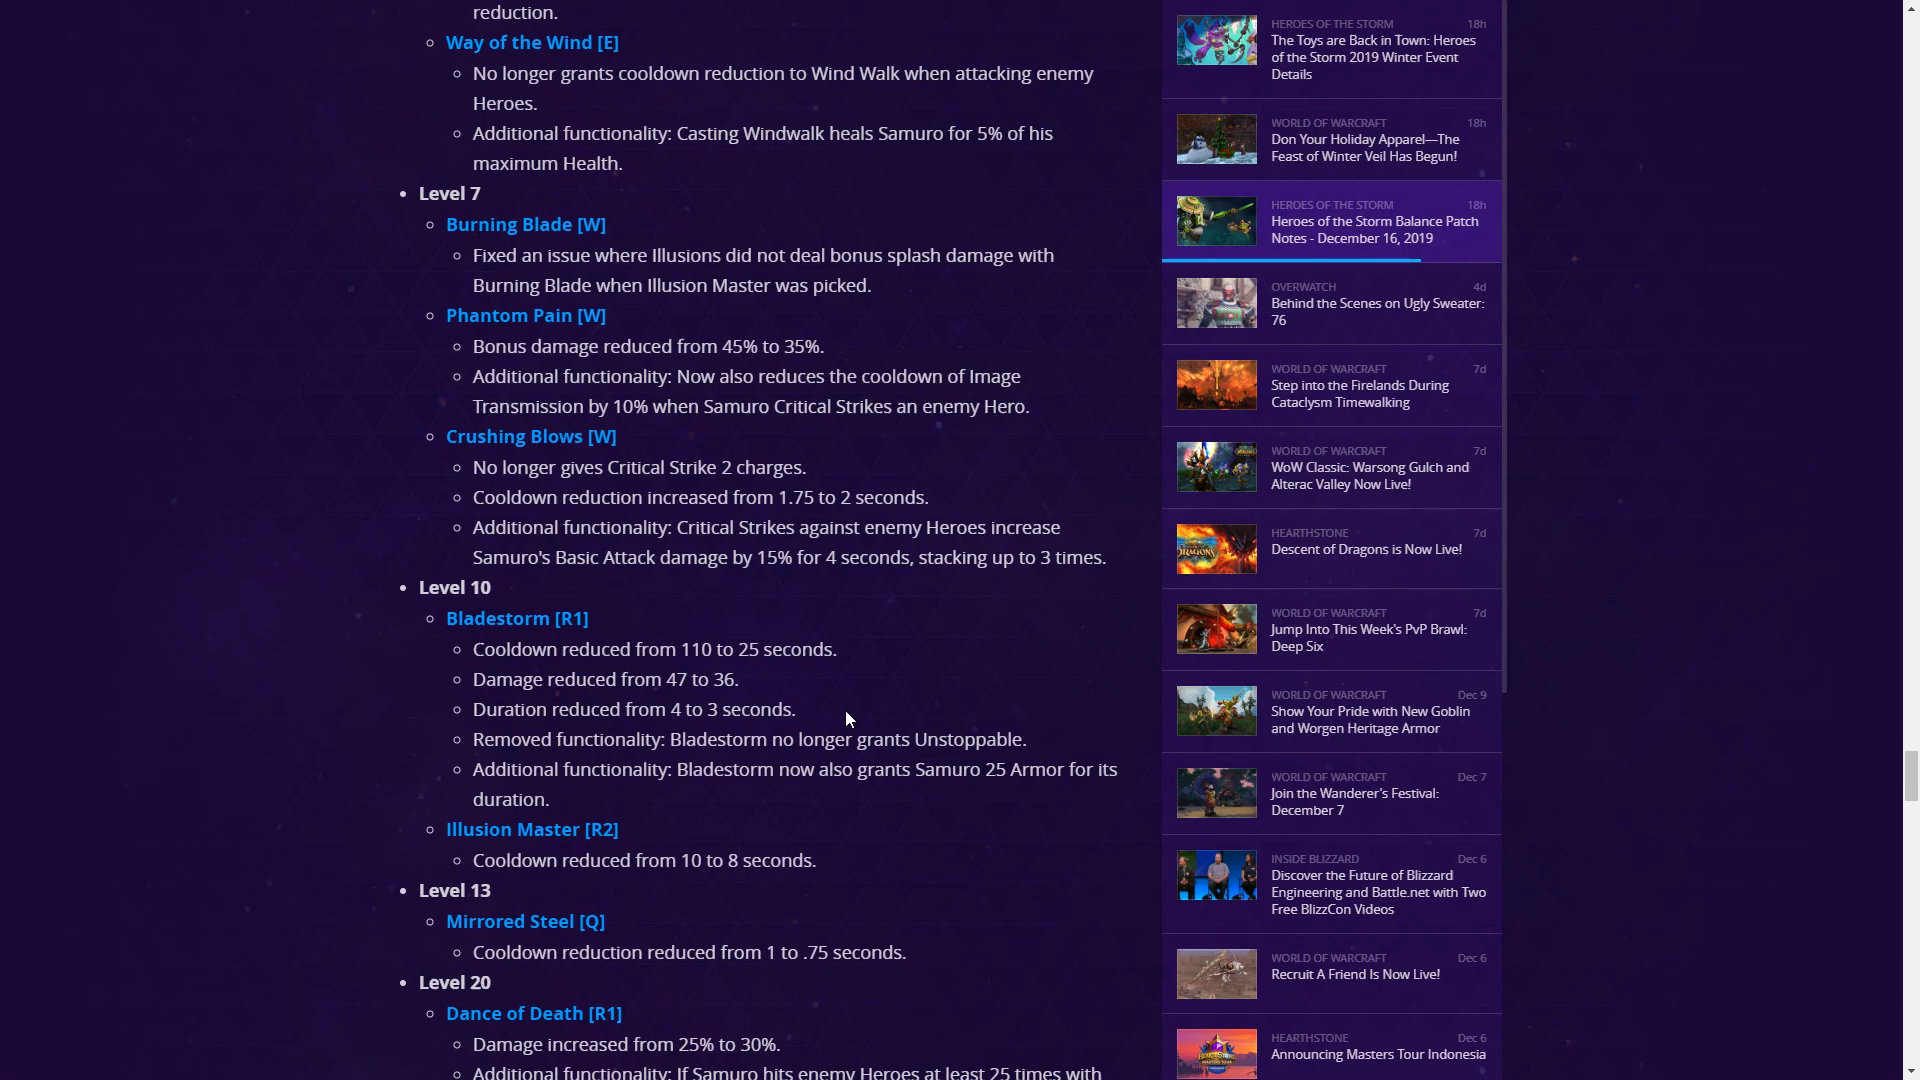 reduction.
Way of the Wind [E]
No longer grants cooldown reduction to Wind Walk when attacking enemy
Heroes.
Additional functionality: Casting Windwalk heals Samuro for 5% of his
maximum Health.
Level 7
Burning Blade [W]
Fixed an issue where Illusions did not deal bonus splash damage with
Burning Blade when Illusion Master was picked.
Phantom Pain [W]
Bonus damage reduced from 45% to 35%.
Additional functionality: Now also reduces the cooldown of Image
Transmission by 10% when Samuro Critical Strikes an enemy Hero.
Crushing Blows [W]
No longer gives Critical Strike 2 charges.
Cooldown reduction increased from 1.75 to 2 seconds.
Additional functionality: Critical Strikes against enemy Heroes increase
Samuro's Basic Attack damage by 15% for 4 seconds, stacking up to 3 times.
Level 10
Bladestorm [R1]
Cooldown reduced from 110 to 25 seconds.
Damage reduced from 47 to 36.
Duration reduced from 4 to 3 seconds.
Removed functionality: Bladestorm no longer grants Unstoppable.
Additional functionality: Bladestorm now also grants Samuro 25 Armor for its
duration.
Illusion Master [R2]
Cooldown reduced from 10 to 8 seconds.
Level 13
Mirrored Steel [Q]
Cooldown reduction reduced from 1 to .75 seconds.
Level 20
Dance of Death [R1]
Damage increased from 25% to 30%.
Additional functionality: If Samuro hits enemy Heroes at least 25 times with
HEROES OF THE STORM 18h
The Toys are Back in Town: Heroes
of the Storm 2019 Winter Event
Details
WORLD OF WARCRAFT 18h
Don Your Holiday Apparel—The
Feast of Winter Veil Has Begun!
HEROES OF THE STORM 18h
Heroes of the Storm Balance Patch
Notes - December 16, 2019
OVERWATCH 4d
Behind the Scenes on Ugly Sweater:
76
WORLD OF WARCRAFT 7d
Step into the Firelands During
Cataclysm Timewalking
WORLD OF WARCRAFT 7d
WoW Classic: Warsong Gulch and
Alterac Valley Now Live!
HEARTHSTONE 7d
Descent of Dragons is Now Live!
WORLD OF WARCRAFT 7d
Jump Into This Week's PvP Brawl:
Deep Six
WORLD OF WARCRAFT Dec 9
Show Your Pride with New Goblin
and Worgen Heritage Armor
WORLD OF WARCRAFT Dec 7
Join the Wanderer's Festival:
December 7
INSIDE BLIZZARD Dec 6
Discover the Future of Blizzard
Engineering and Battle.net with Two
Free BlizzCon Videos
WORLD OF WARCRAFT Dec 6
Recruit A Friend Is Now Live!
HEARTHSTONE Dec 6
Announcing Masters Tour Indonesia